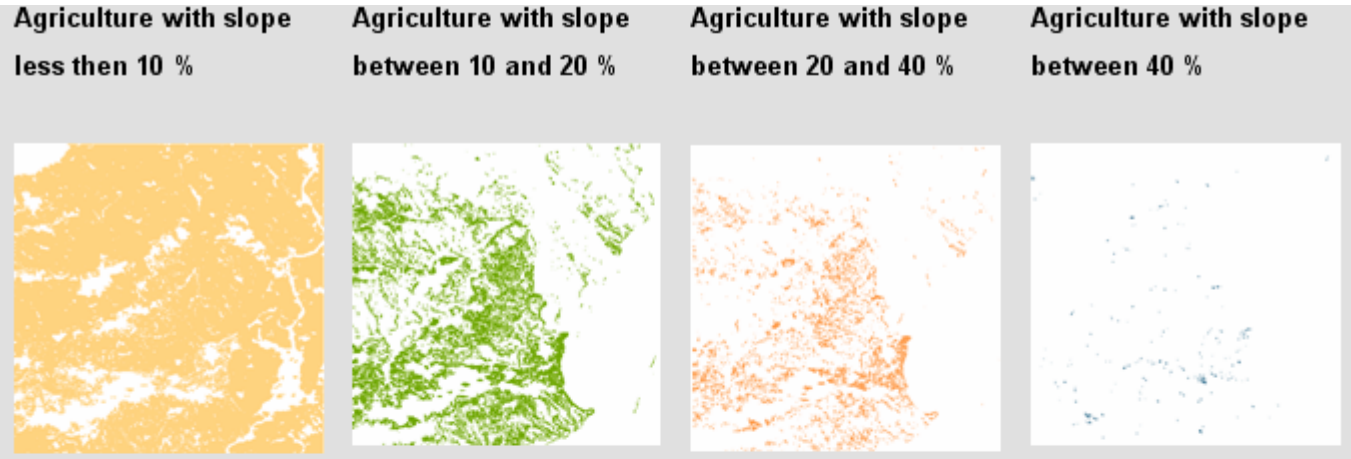 Agriculture with slope
less then 10 %
Agriculture with slope
between 10 and 20 %
Agriculture with slope
between 20 and 40 %
Agriculture with slope
between 40 %